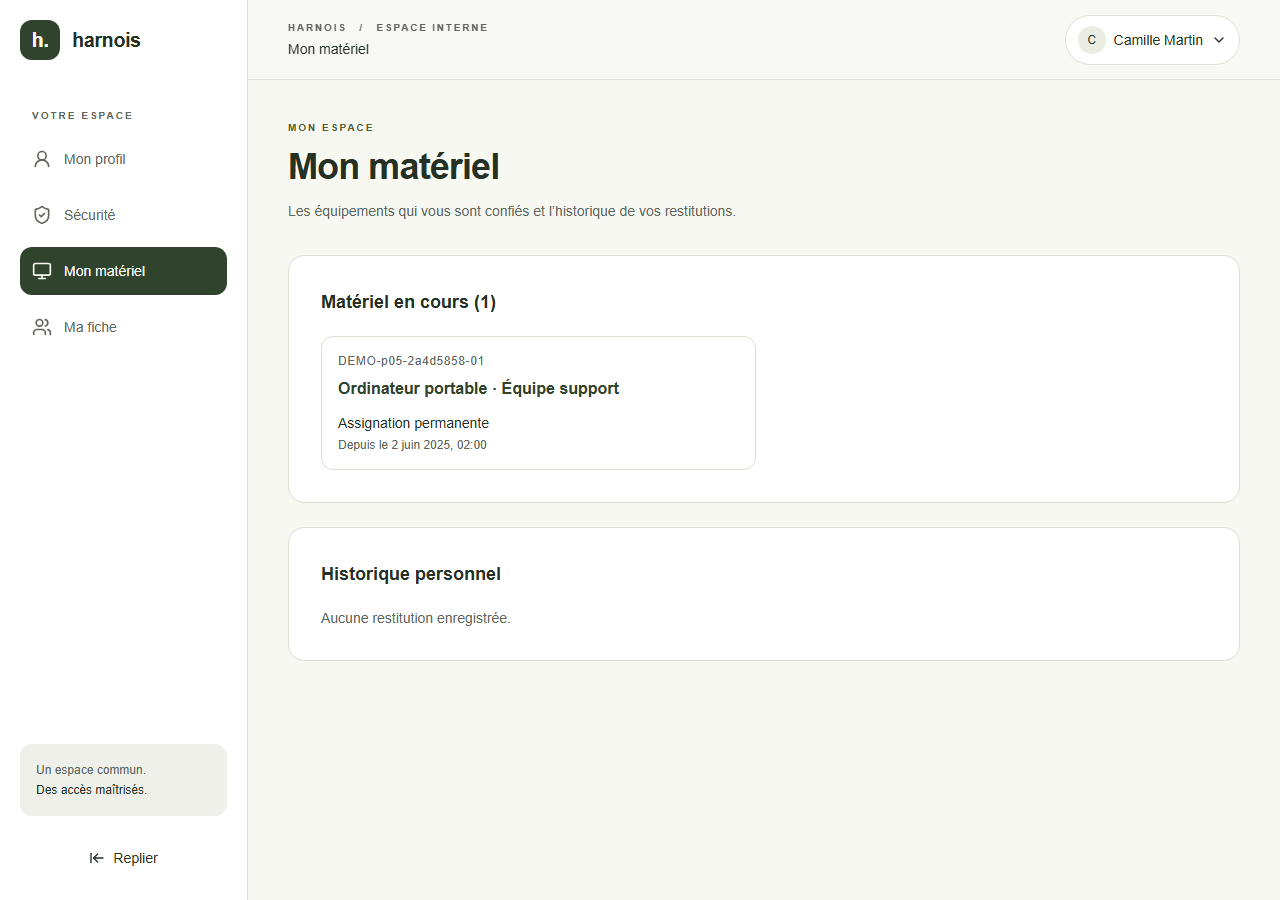 h. harnois
VOTRE ESPACE
Mon profil
Sécurité
Mon matériel
Ma fiche
Un espace commun.
Des accès maîtrisés.
Replier
HARNOIS / ESPACE INTERNE
Mon matériel
C Camille Martin
MON ESPACE
Mon matériel
Les équipements qui vous sont confiés et l’historique de vos restitutions.
Matériel en cours (1)
DEMO-p05-2a4d5858-01
Ordinateur portable · Équipe support
Assignation permanente
Depuis le 2 juin 2025, 02:00
Historique personnel
Aucune restitution enregistrée.